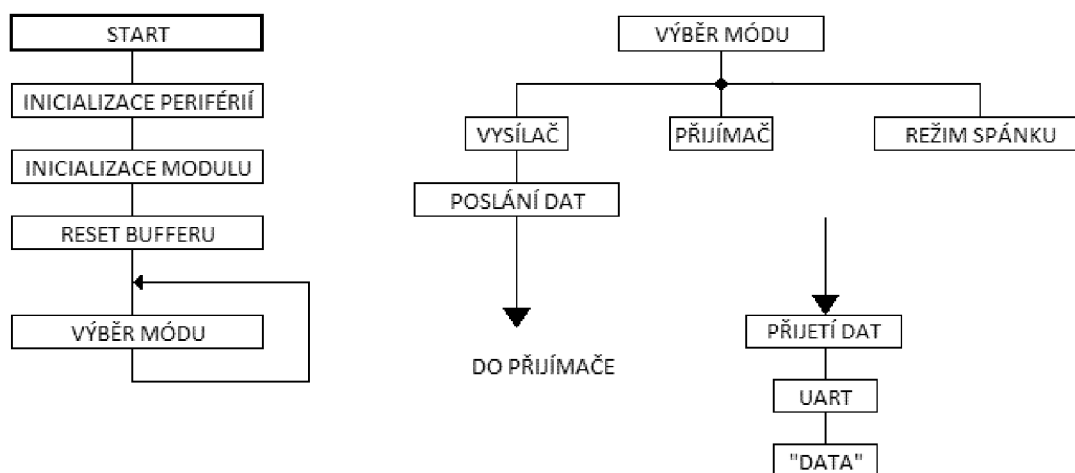 START
INICIALIZACE PERIFÉRIÍ
INICIALIZACE MODULU
RESET BUFFERU
VÝBĚR MÓDU
VÝBĚR MÓDU
VYSÍLAČ
PŘIJÍMAČ
REŽIM SPÁNKU
POSLÁNÍ DAT
DO PŘIJÍMAČE
PŘIJETÍ DAT
UART
"DATA"